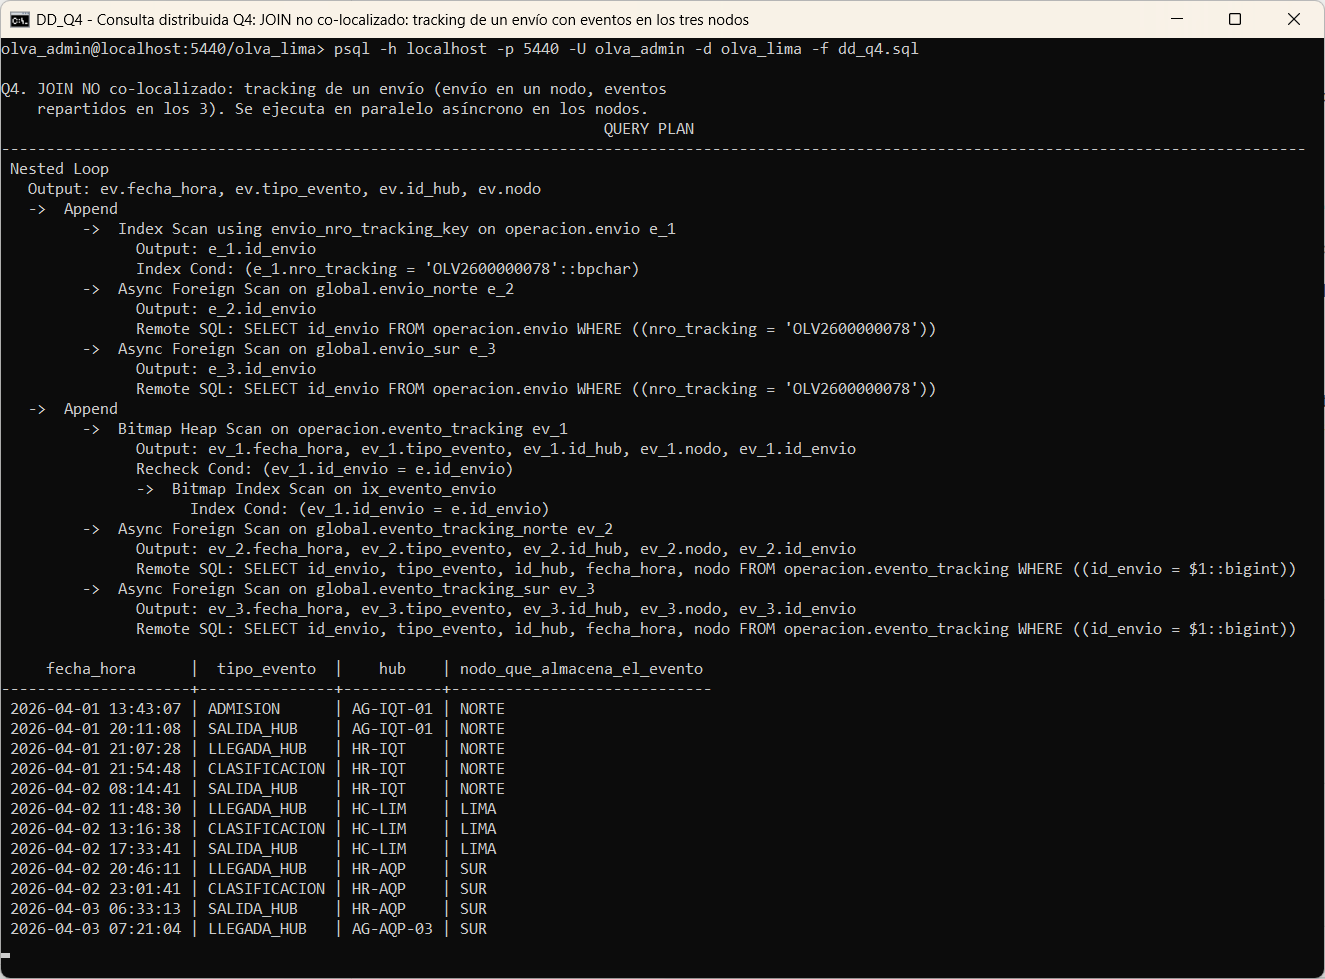 DD_Q4 - Consulta distribuida Q4: JOIN no co-localizado: tracking de un envío con eventos en los tres nodos
olva_admin@localhost:5440/olva_lima> psql -h localhost -p 5440 -U olva_admin -d olva_lima -f dd_q4.sql
Q4. JOIN NO co-localizado: tracking de un envío (envío en un nodo, eventos
    repartidos en los 3). Se ejecuta en paralelo asíncrono en los nodos.
QUERY PLAN
-------------------------------------------------------------------------------------------------------------------------------------------------
 Nested Loop
   Output: ev.fecha_hora, ev.tipo_evento, ev.id_hub, ev.nodo
   ->  Append
         ->  Index Scan using envio_nro_tracking_key on operacion.envio e_1
               Output: e_1.id_envio
               Index Cond: (e_1.nro_tracking = 'OLV2600000078'::bpchar)
         ->  Async Foreign Scan on global.envio_norte e_2
               Output: e_2.id_envio
               Remote SQL: SELECT id_envio FROM operacion.envio WHERE ((nro_tracking = 'OLV2600000078'))
         ->  Async Foreign Scan on global.envio_sur e_3
               Output: e_3.id_envio
               Remote SQL: SELECT id_envio FROM operacion.envio WHERE ((nro_tracking = 'OLV2600000078'))
   ->  Append
         ->  Bitmap Heap Scan on operacion.evento_tracking ev_1
               Output: ev_1.fecha_hora, ev_1.tipo_evento, ev_1.id_hub, ev_1.nodo, ev_1.id_envio
               Recheck Cond: (ev_1.id_envio = e.id_envio)
               ->  Bitmap Index Scan on ix_evento_envio
                     Index Cond: (ev_1.id_envio = e.id_envio)
         ->  Async Foreign Scan on global.evento_tracking_norte ev_2
               Output: ev_2.fecha_hora, ev_2.tipo_evento, ev_2.id_hub, ev_2.nodo, ev_2.id_envio
               Remote SQL: SELECT id_envio, tipo_evento, id_hub, fecha_hora, nodo FROM operacion.evento_tracking WHERE ((id_envio = $1::bigint))
         ->  Async Foreign Scan on global.evento_tracking_sur ev_3
               Output: ev_3.fecha_hora, ev_3.tipo_evento, ev_3.id_hub, ev_3.nodo, ev_3.id_envio
               Remote SQL: SELECT id_envio, tipo_evento, id_hub, fecha_hora, nodo FROM operacion.evento_tracking WHERE ((id_envio = $1::bigint))
     fecha_hora      |  tipo_evento  |    hub    | nodo_que_almacena_el_evento
---------------------+---------------+-----------+-----------------------------
 2026-04-01 13:43:07 | ADMISION      | AG-IQT-01 | NORTE
 2026-04-01 20:11:08 | SALIDA_HUB    | AG-IQT-01 | NORTE
 2026-04-01 21:07:28 | LLEGADA_HUB   | HR-IQT    | NORTE
 2026-04-01 21:54:48 | CLASIFICACION | HR-IQT    | NORTE
 2026-04-02 08:14:41 | SALIDA_HUB    | HR-IQT    | NORTE
 2026-04-02 11:48:30 | LLEGADA_HUB   | HC-LIM    | LIMA
 2026-04-02 13:16:38 | CLASIFICACION | HC-LIM    | LIMA
 2026-04-02 17:33:41 | SALIDA_HUB    | HC-LIM    | LIMA
 2026-04-02 20:46:11 | LLEGADA_HUB   | HR-AQP    | SUR
 2026-04-02 23:01:41 | CLASIFICACION | HR-AQP    | SUR
 2026-04-03 06:33:13 | SALIDA_HUB    | HR-AQP    | SUR
 2026-04-03 07:21:04 | LLEGADA_HUB   | AG-AQP-03 | SUR